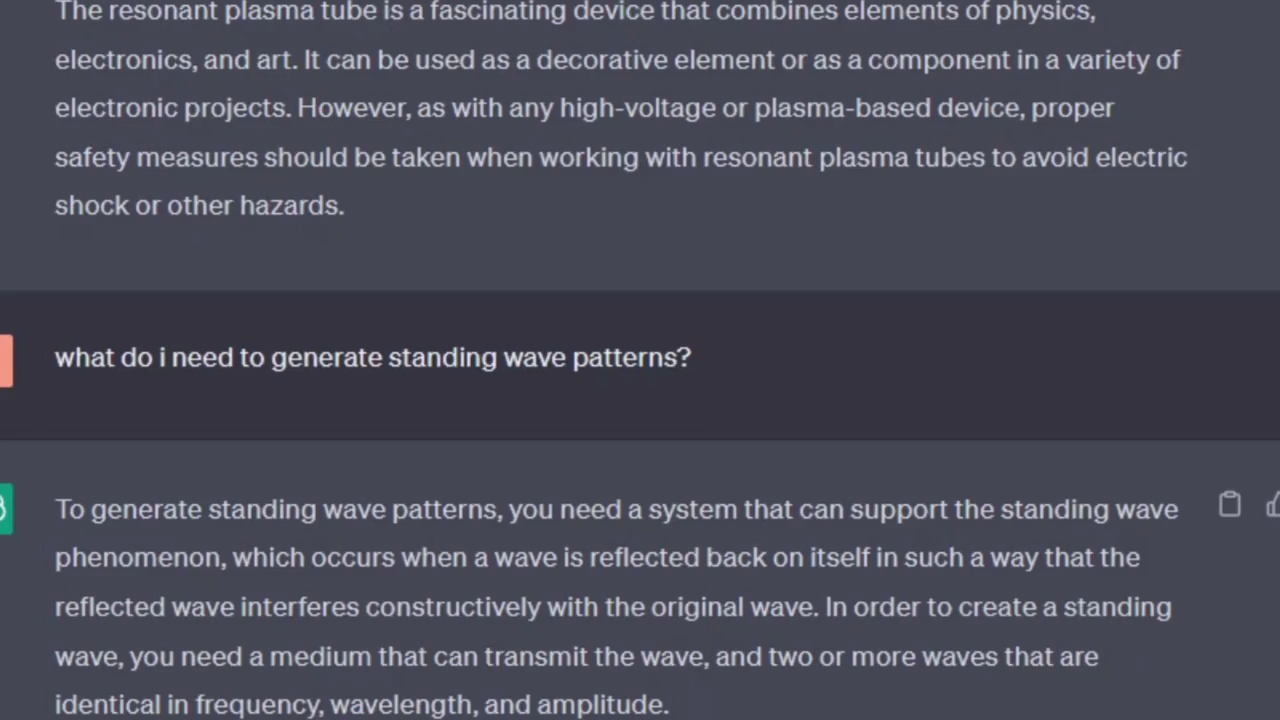 The resonant plasma tube is a fascinating device that combines elements of physics,
electronics, and art. It can be used as a decorative element or as a component in a variety of
electronic projects. However, as with any high-voltage or plasma-based device, proper
safety measures should be taken when working with resonant plasma tubes to avoid electric
shock or other hazards.
what do i need to generate standing wave patterns?
To generate standing wave patterns, you need a system that can support the standing wave
phenomenon, which occurs when a wave is reflected back on itself in such a way that the
reflected wave interferes constructively with the original wave. In order to create a standing
wave, you need a medium that can transmit the wave, and two or more waves that are
identical in frequency, wavelength, and amplitude.